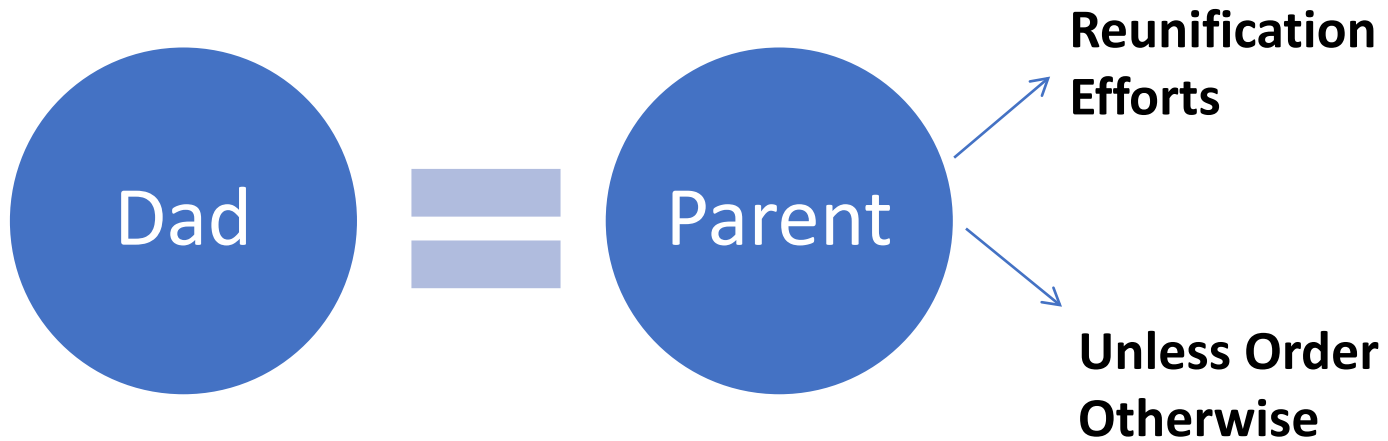 Dad
Parent
Reunification
Efforts
Unless Order
Otherwise